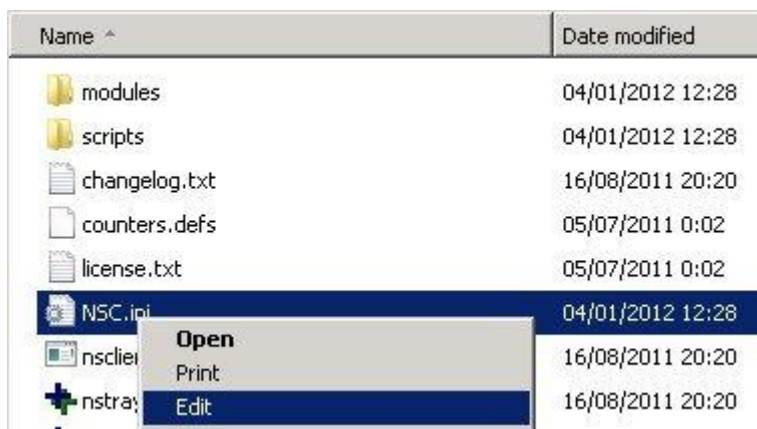 Name Date modified
modules 04/01/2012 12:28
scripts 04/01/2012 12:28
changelog.txt 16/08/2011 20:20
counters.defs 05/07/2011 0:02
license.txt 05/07/2011 0:02
NSC.ini 04/01/2012 12:28
Open
nsclie 16/08/2011 20:20
Print
nstray 16/08/2011 20:20
Edit